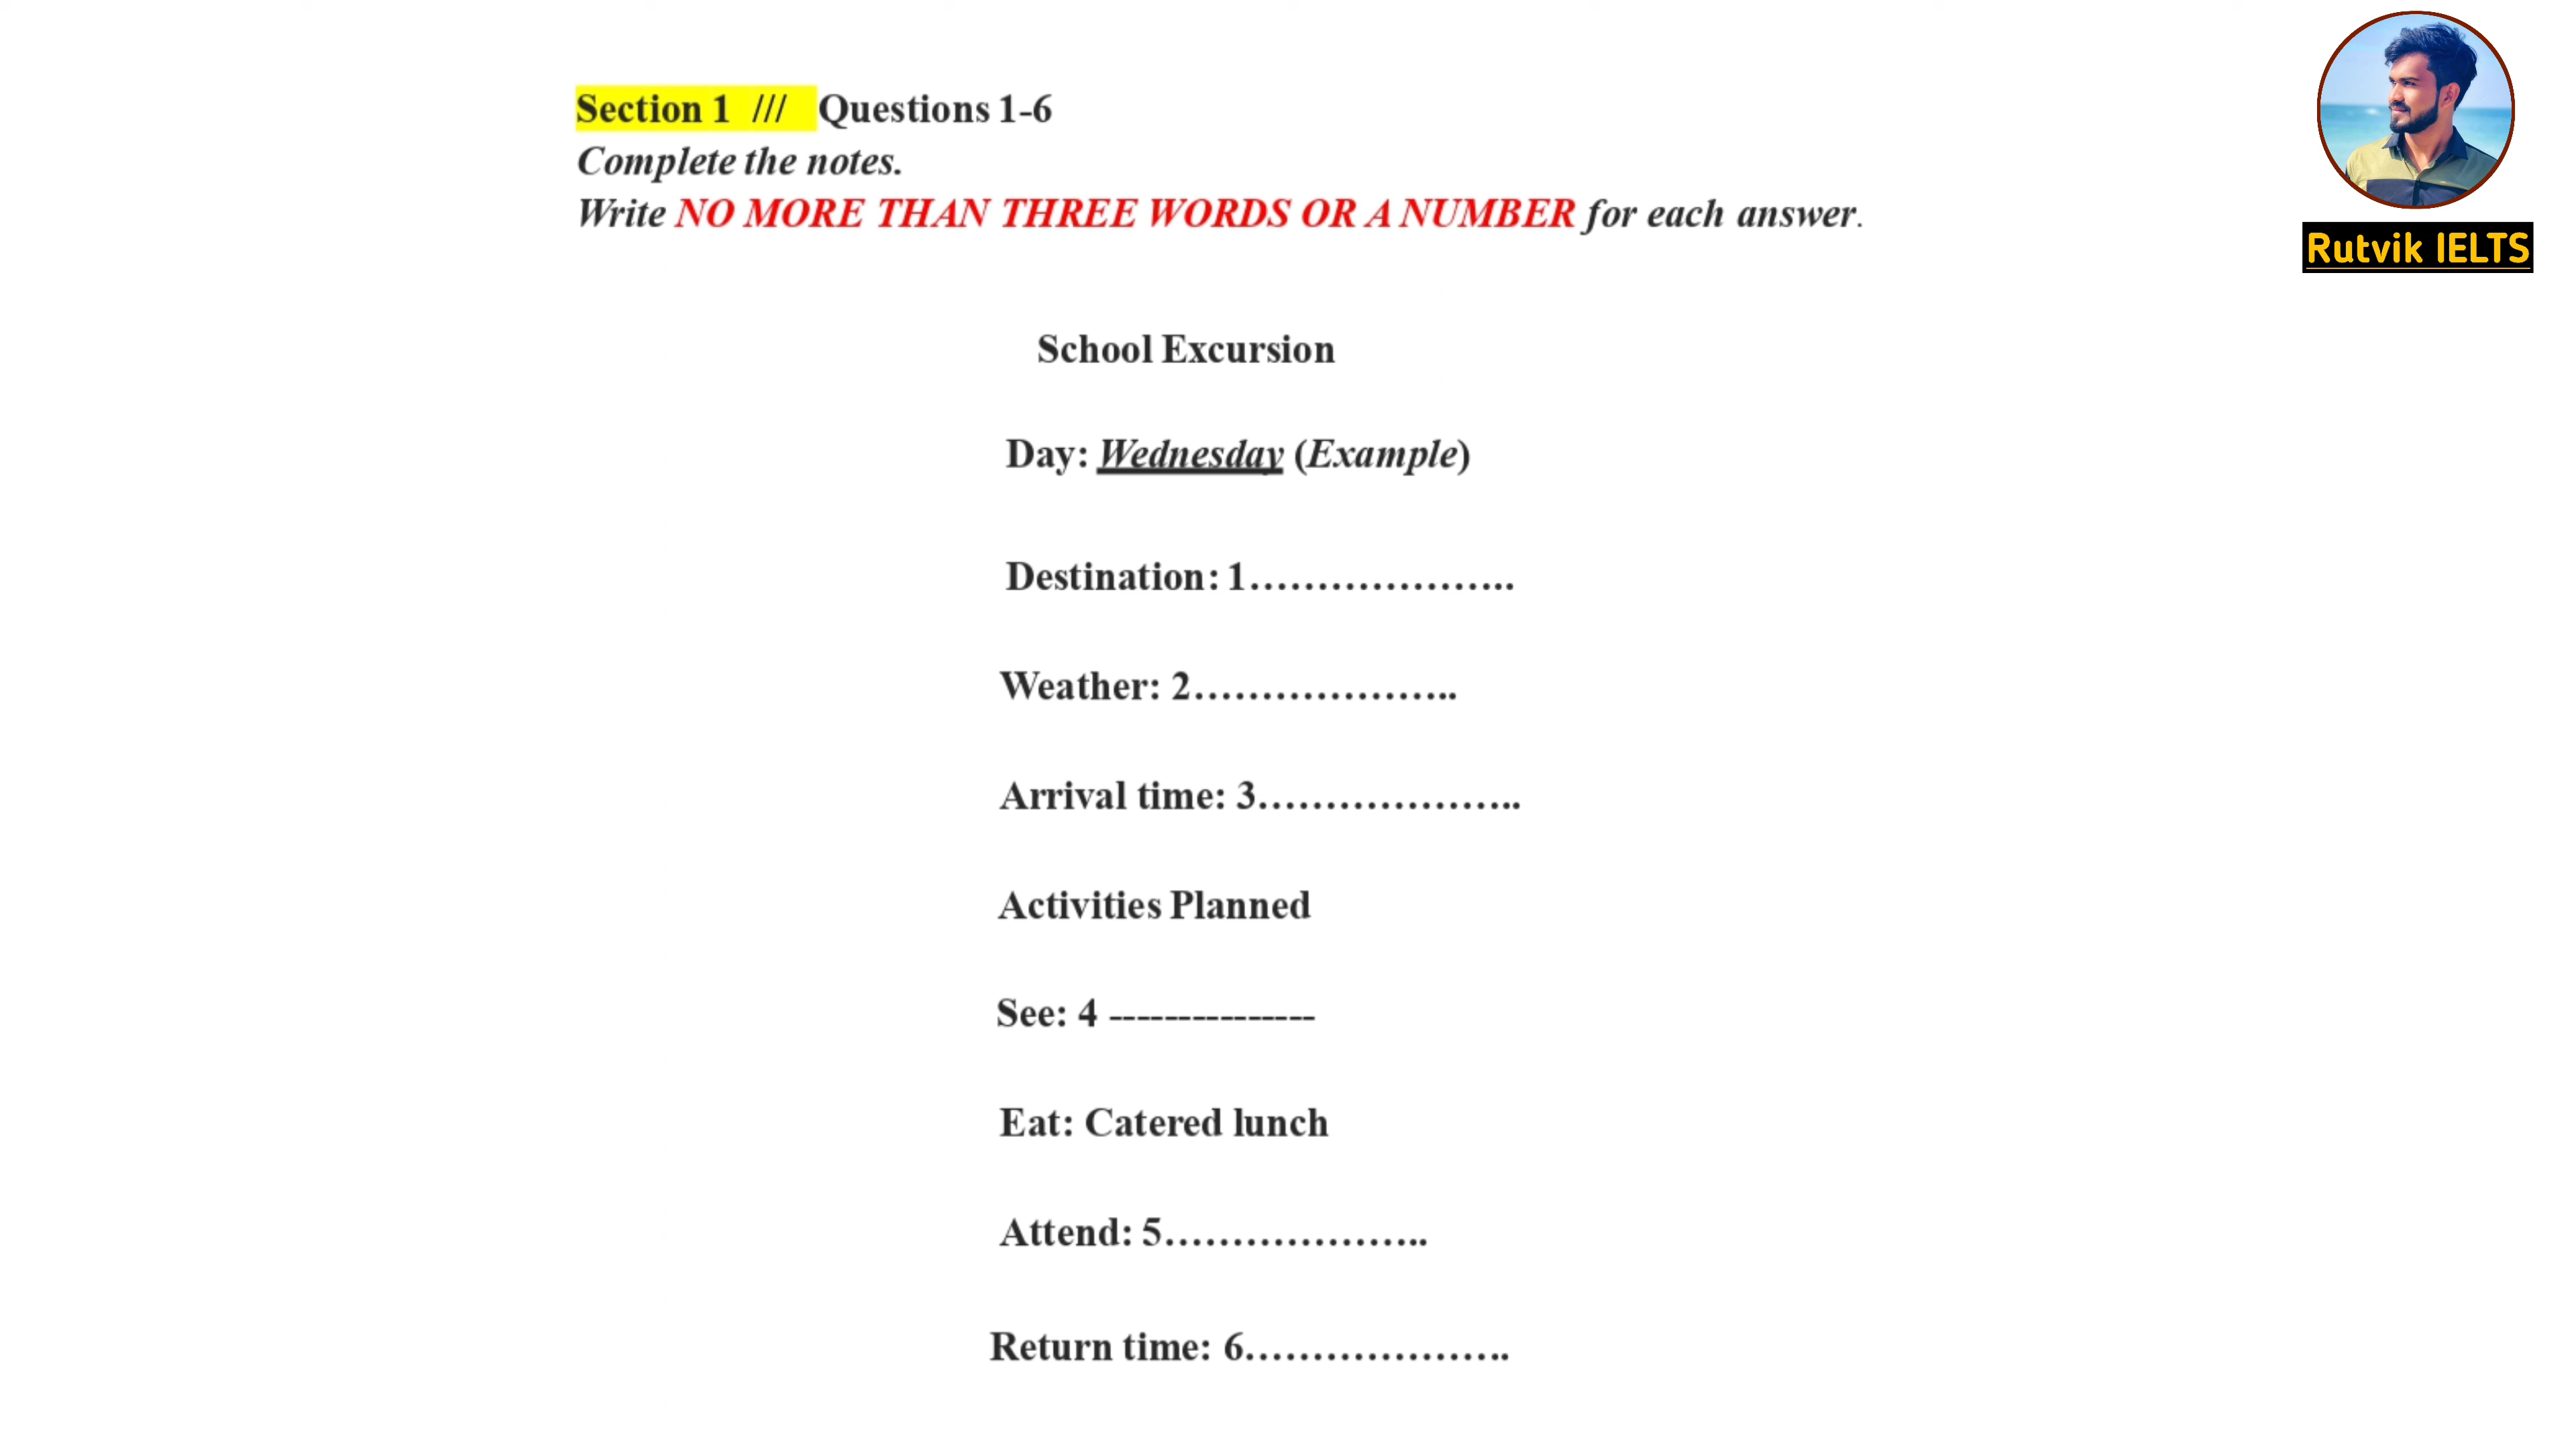 Section 1 /// Questions 1-6
Complete the notes.
Write NO MORE THAN THREE WORDS OR A NUMBER for each answer.
Rutvik IELTS
School Excursion
Day: Wednesday (Example)
Destination: 1………………..
Weather: 2………………..
Arrival time: 3………………..
Activities Planned
See: 4 ---------------
Eat: Catered lunch
Attend: 5………………..
Return time: 6………………..